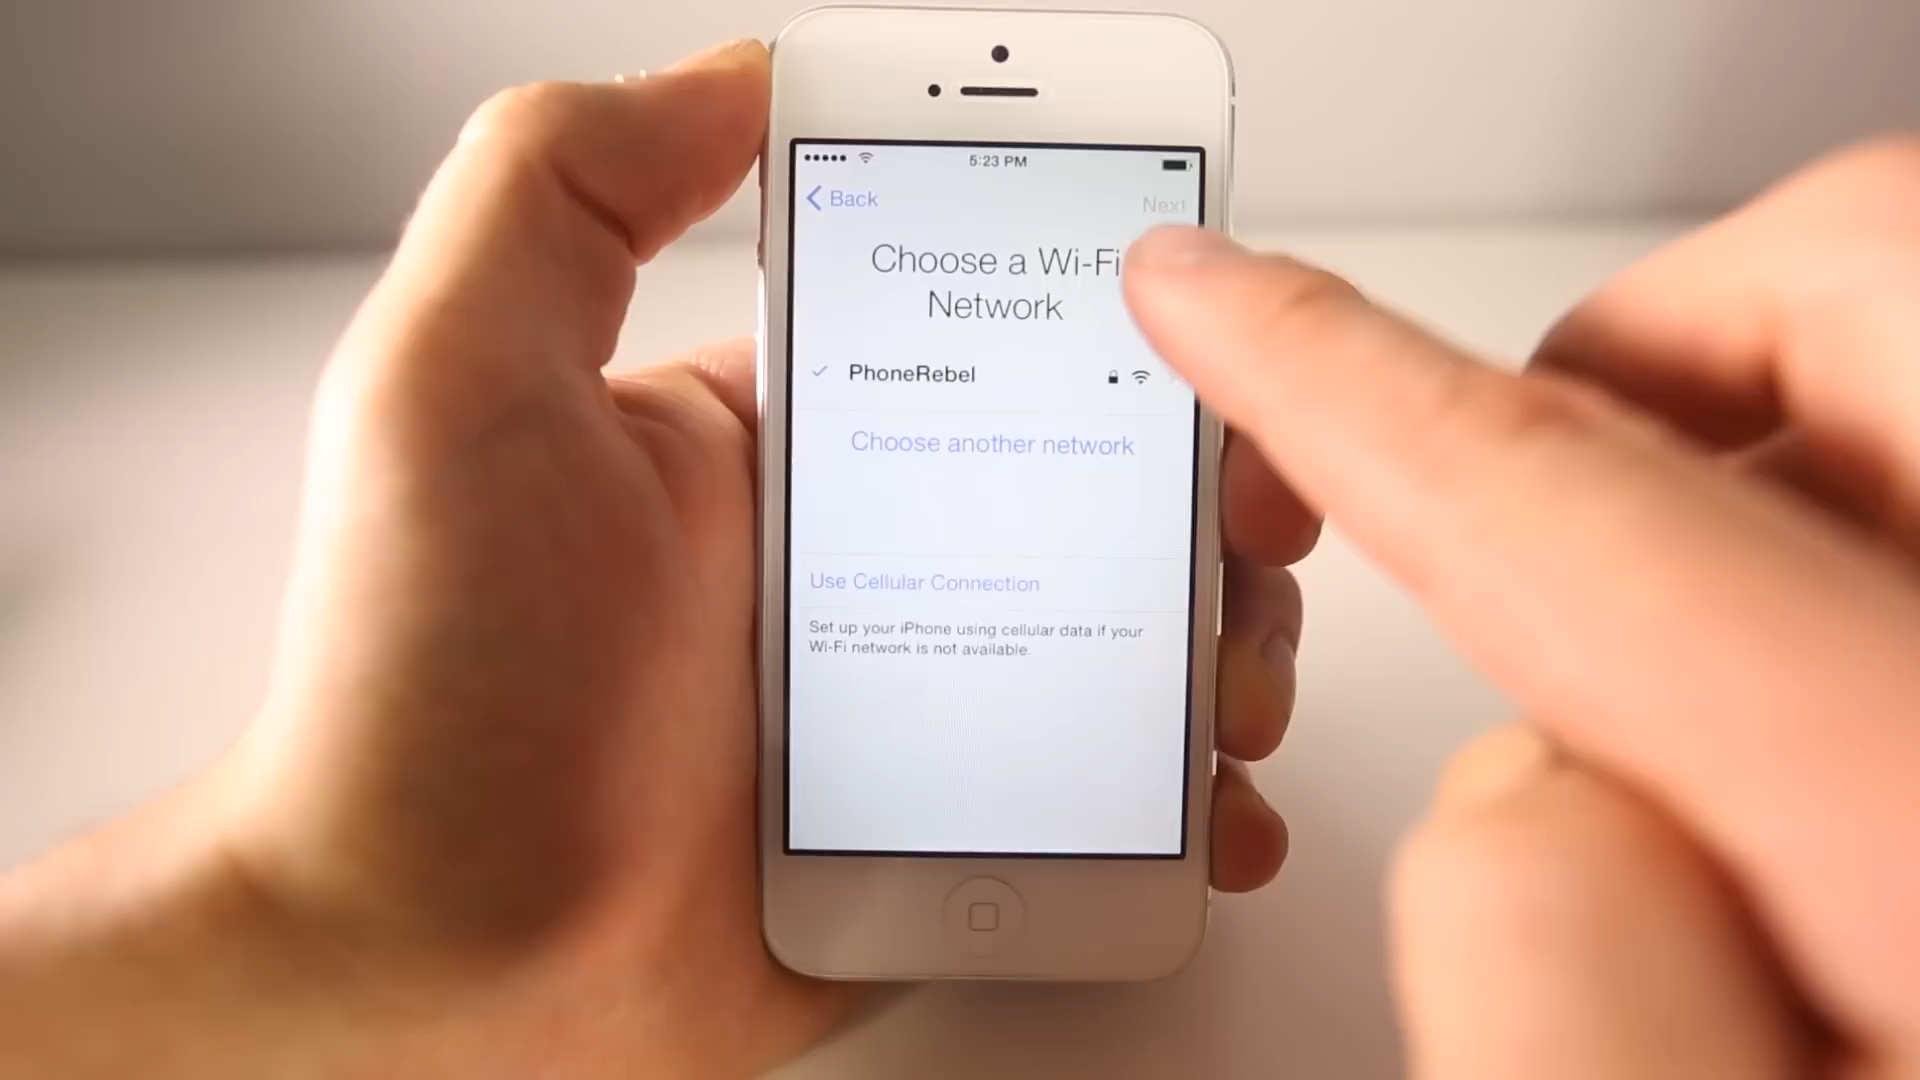 5:23 PM
Back
Next
Choose a Wi-Fi
Network
PhoneRebel
Choose another network
Use Cellular Connection
Set up your iPhone using cellular data if your
Wi-Fi network is not available.